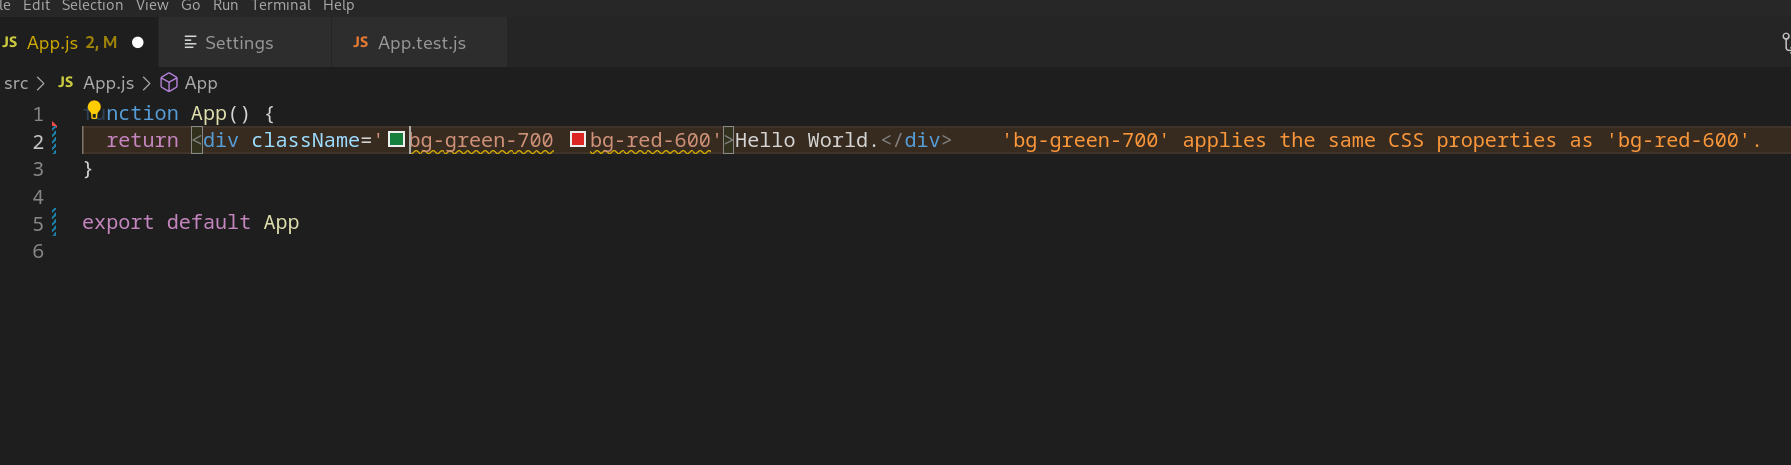 le Edit Selection View Go Run Terminal Help
JS App.js 2, M Settings JS App.test.js
src > JS App.js > App
1 nction App() {
2 return <div className='bg-green-700 bg-red-600'>Hello World.</div> 'bg-green-700' applies the same CSS properties as 'bg-red-600'.
3 }
4
5 export default App
6